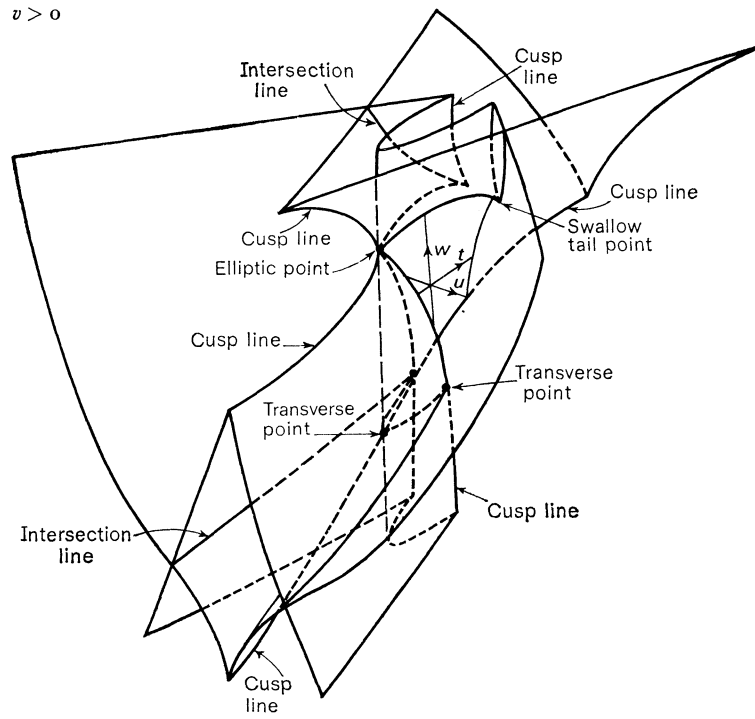 v > o
Intersection
line
Cusp
line
Cusp line
Cusp line
Swallow
tail point
Elliptic point
w
t
u
Cusp line
Transverse
point
Transverse
point
Cusp line
Intersection
line
Cusp
line